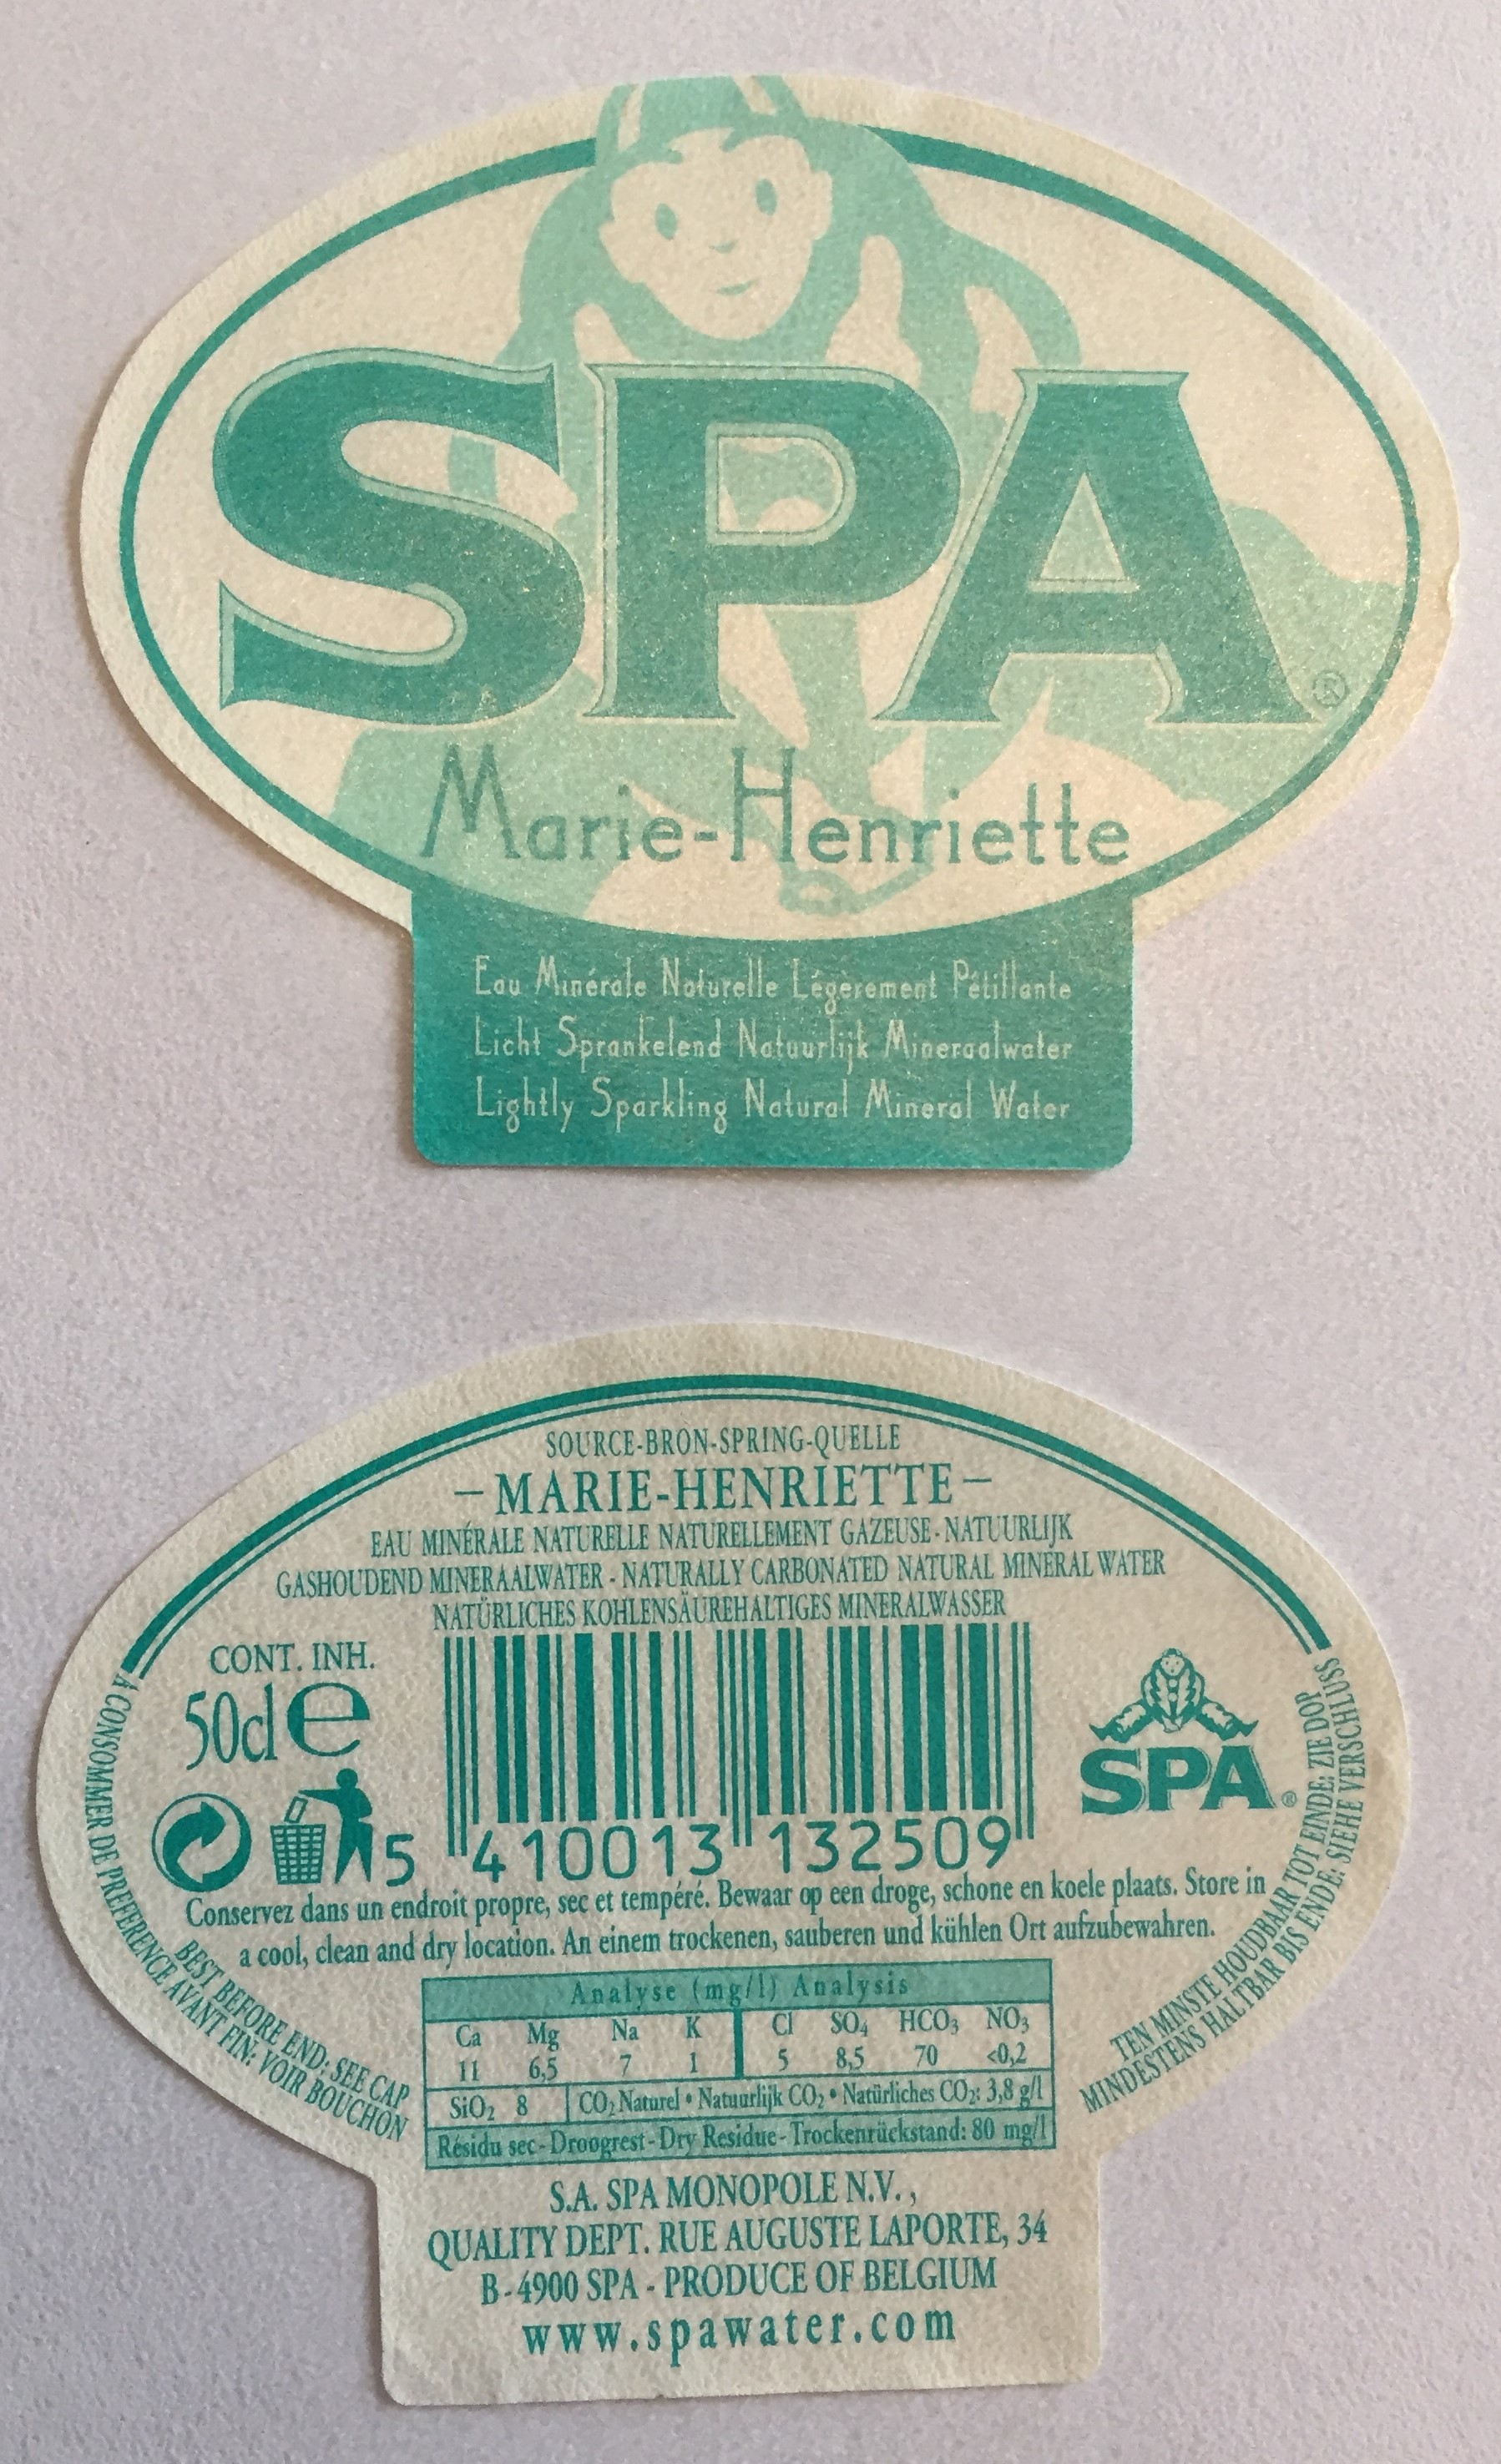 SPA®
Marie-Henriette
Eau Minérale Naturelle Légèrement Pétillante
Licht Sprankelend Natuurlijk Mineraalwater
Lightly Sparkling Natural Mineral Water
SOURCE-BRON-SPRING-QUELLE
– MARIE-HENRIETTE –
EAU MINÉRALE NATURELLE NATURELLEMENT GAZEUSE - NATUURLIJK
GASHOUDEND MINERAALWATER - NATURALLY CARBONATED NATURAL MINERAL WATER
NATÜRLICHES KOHLENSÄUREHALTIGES MINERALWASSER
CONT. INH.
50cl e
5 410013 132509
SPA®
Conservez dans un endroit propre, sec et tempéré. Bewaar op een droge, schone en koele plaats. Store in
a cool, clean and dry location. An einem trockenen, sauberen und kühlen Ort aufzubewahren.
A CONSOMMER DE PREFERENCE AVANT FIN: VOIR BOUCHON
BEST BEFORE END: SEE CAP
TEN MINSTE HOUDBAAR TOT EINDE: ZIE DOP
MINDESTENS HALTBAR BIS ENDE: SIEHE VERSCHLUSS
Analyse (mg/l) Analysis
Ca Mg Na K Cl SO₄ HCO₃ NO₃
11 6,5 7 1 5 8,5 70 <0,2
SiO₂ 8 CO₂ Naturel • Natuurlijk CO₂ • Natürliches CO₂: 3,8 g/l
Résidu sec - Droogrest - Dry Residue - Trockenrückstand: 80 mg/l
S.A. SPA MONOPOLE N.V. ,
QUALITY DEPT. RUE AUGUSTE LAPORTE, 34
B - 4900 SPA - PRODUCE OF BELGIUM
www.spawater.com